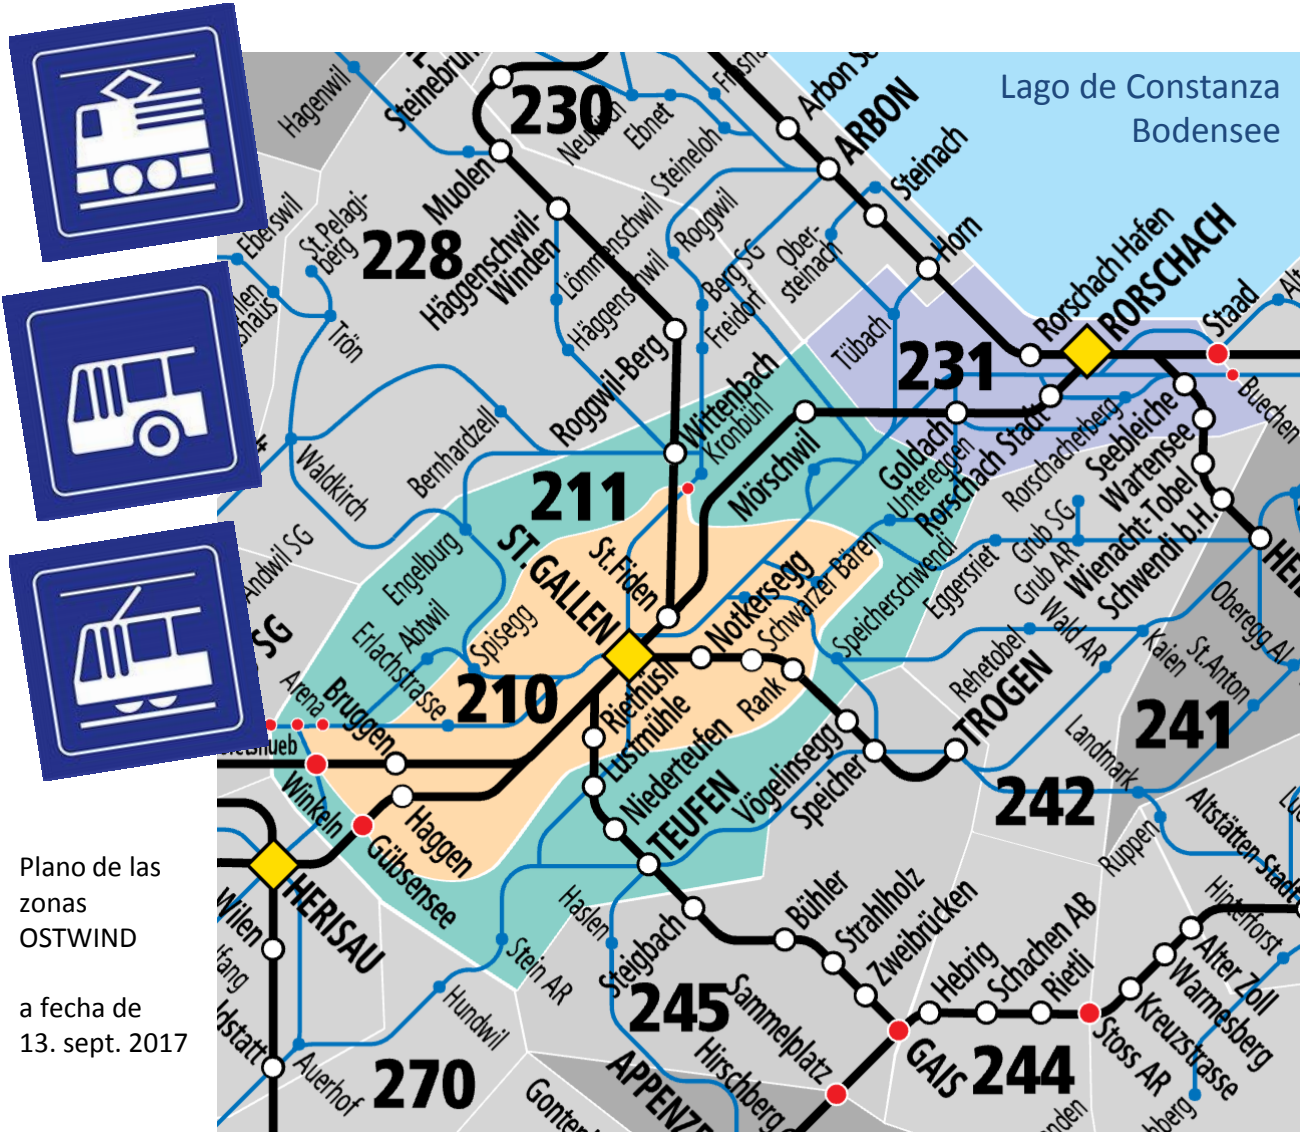 Lago de Constanza
Bodensee
Hagenwil
230
Neukirch
Ebnet
Steineloh
Arbon
ARBON
Steinach
Horn
Rorschach Hafen
RORSCHACH
Staad
Buechen
Muolen
Häggenschwil-
Winden
228
Eberswil
St.Pelagi-
berg
Trön
Lömmenschwil
Häggenschwil
Roggwil
Berg SG
Freidorf
Ober-
steinach
Tübach
231
Roggwil-Berg
Wittenbach
Kronbühl
Mörschwil
Goldach
Rorschach Stadt
Untereggen
Rorschacherberg
Seebleiche
Wartensee
Wienacht-Tobel
Schwendi b.H.
Waldkirch
Bernhardzell
211
Andwil SG
Engelburg
Abtwil
Erlachstrasse
Spisegg
ST.GALLEN
St.Fiden
Notkersegg
Schwarzer Bären
Rank
Speicherschwendi
Eggersriet
Grub SG
Grub AR
Wald AR
Rehetobel
Kaien
Oberegg AI
St.Anton
241
TROGEN
Landmark
Ruppen
242
Altstätten Stadt
Hinterforst
SG
Arena
Bruggen
210
Winkeln
Haggen
Gübsensee
Riethüsli
Lustmühle
Niederteufen
TEUFEN
Vögelinsegg
Speicher
HERISAU
Wilen
Stein AR
Haslen
Steigbach
Hundwil
Auerhof
270
245
Bühler
Strahlholz
Zweibrücken
Hebrig
Schachen AB
Rietli
Stoss AR
Kreuzstrasse
Warmesberg
Alter Zoll
Sammelplatz
Hirschberg
GAIS
244
Plano de las
zonas
OSTWIND
a fecha de
13. sept. 2017